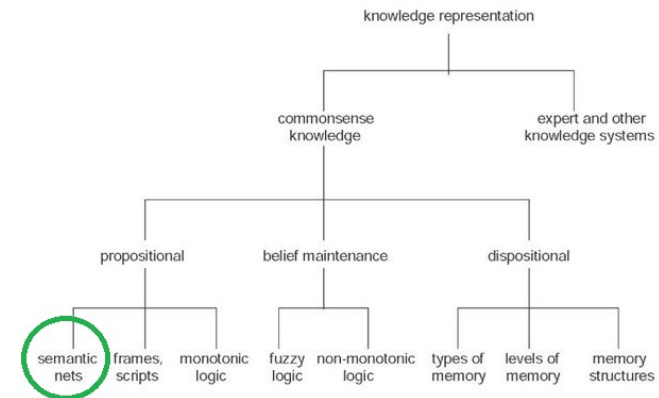 knowledge representation
commonsense
knowledge
expert and other
knowledge systems
propositional
belief maintenance
dispositional
semantic
nets
frames,
scripts
monotonic
logic
fuzzy
logic
non-monotonic
logic
types of
memory
levels of
memory
memory
structures